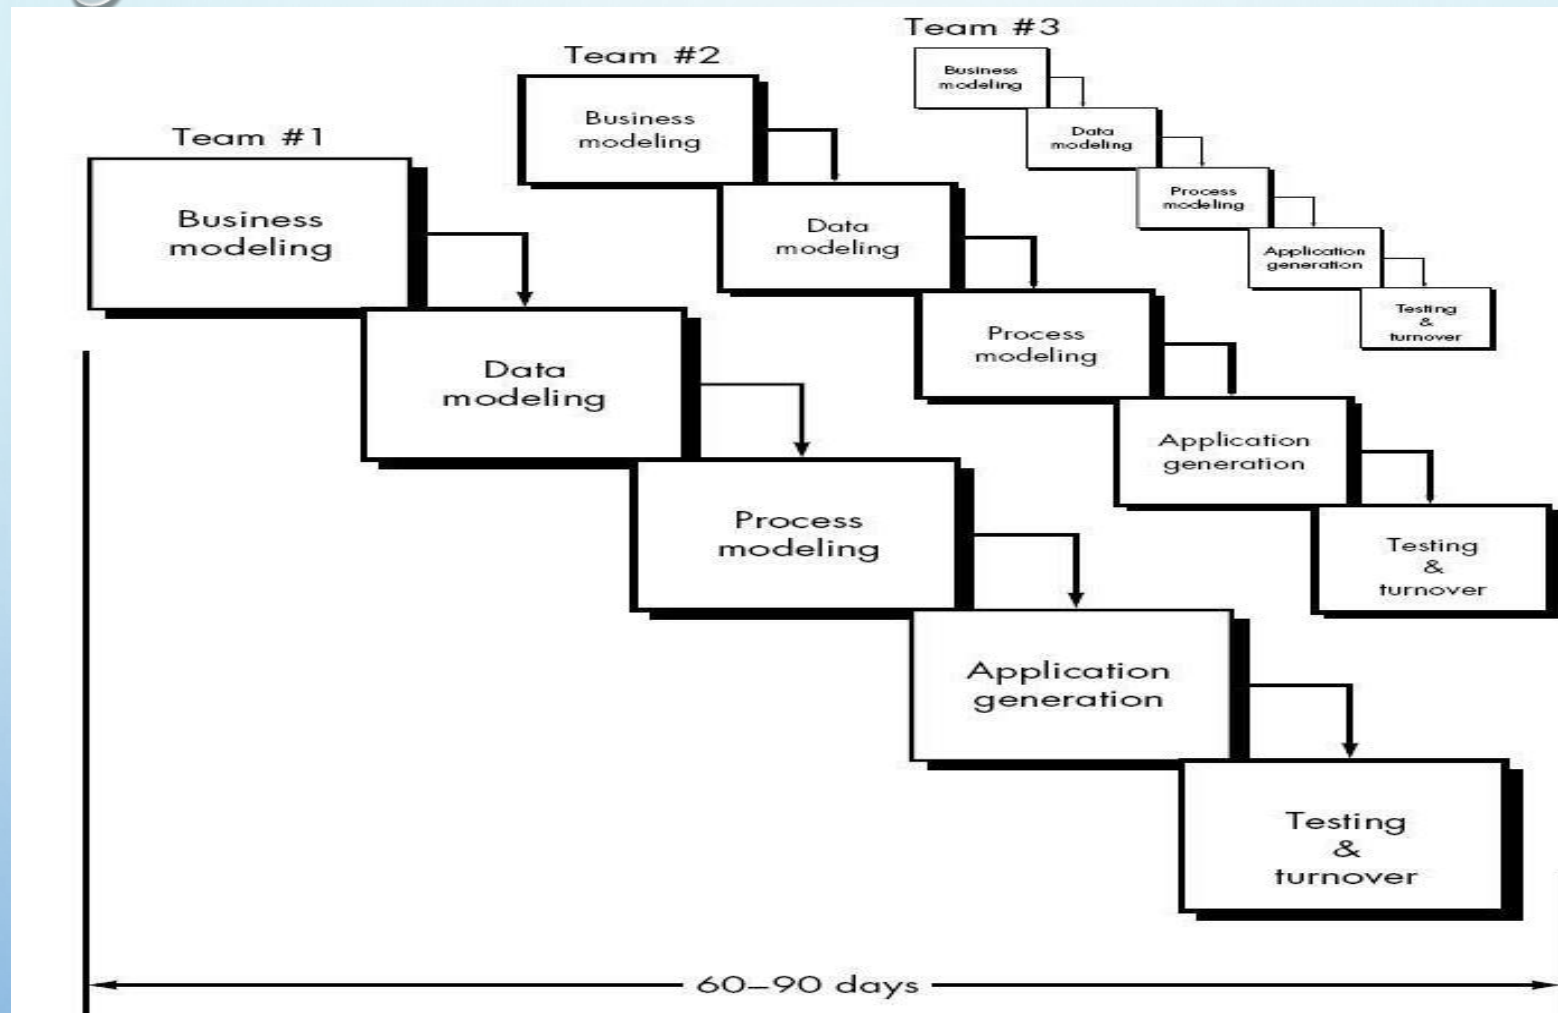 Team #1
Business
modeling
Data
modeling
Process
modeling
Application
generation
Testing
&
turnover
Team #2
Business
modeling
Data
modeling
Process
modeling
Application
generation
Testing
&
turnover
Team #3
Business
modeling
Data
modeling
Process
modeling
Application
generation
Testing
&
turnover
60–90 days